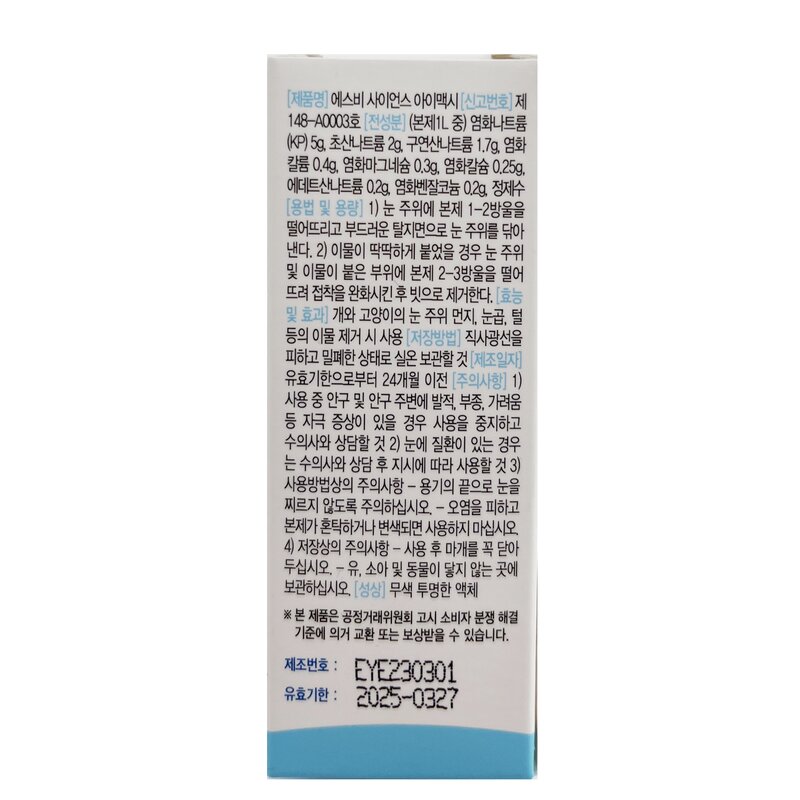 [제품명] 에스비 사이언스 아이맥시 [신고번호] 제
148-A0003호 [전성분] (본제1L 중) 염화나트륨
(KP) 5g, 초산나트륨 2g, 구연산나트륨 1.7g, 염화
칼륨 0.4g, 염화마그네슘 0.3g, 염화칼슘 0.25g,
에데트산나트륨 0.2g, 염화벤잘코늄 0.2g, 정제수
[용법 및 용량] 1) 눈 주위에 본제 1-2방울을
떨어뜨리고 부드러운 탈지면으로 눈 주위를 닦아
낸다. 2) 이물이 딱딱하게 붙었을 경우 눈 주위
및 이물이 붙은 부위에 본제 2-3방울을 떨어
뜨려 접착을 완화시킨 후 빗으로 제거한다. [효능
및 효과] 개와 고양이의 눈 주위 먼지, 눈곱, 털
등의 이물 제거 시 사용 [저장방법] 직사광선을
피하고 밀폐한 상태로 실온 보관할 것 [제조일자]
유효기한으로부터 24개월 이전 [주의사항] 1)
사용 중 안구 및 안구 주변에 발적, 부종, 가려움
등 자극 증상이 있을 경우 사용을 중지하고
수의사와 상담할 것 2) 눈에 질환이 있는 경우
는 수의사와 상담 후 지시에 따라 사용할 것 3)
사용방법상의 주의사항 - 용기의 끝으로 눈을
찌르지 않도록 주의하십시오. - 오염을 피하고
본제가 혼탁하거나 변색되면 사용하지 마십시오.
4) 저장상의 주의사항 - 사용 후 마개를 꼭 닫아
두십시오. - 유, 소아 및 동물이 닿지 않는 곳에
보관하십시오. [성상] 무색 투명한 액체
※ 본 제품은 공정거래위원회 고시 소비자 분쟁 해결
기준에 의거 교환 또는 보상받을 수 있습니다.
제조번호 : EYE230301
유효기한 : 2025-0327